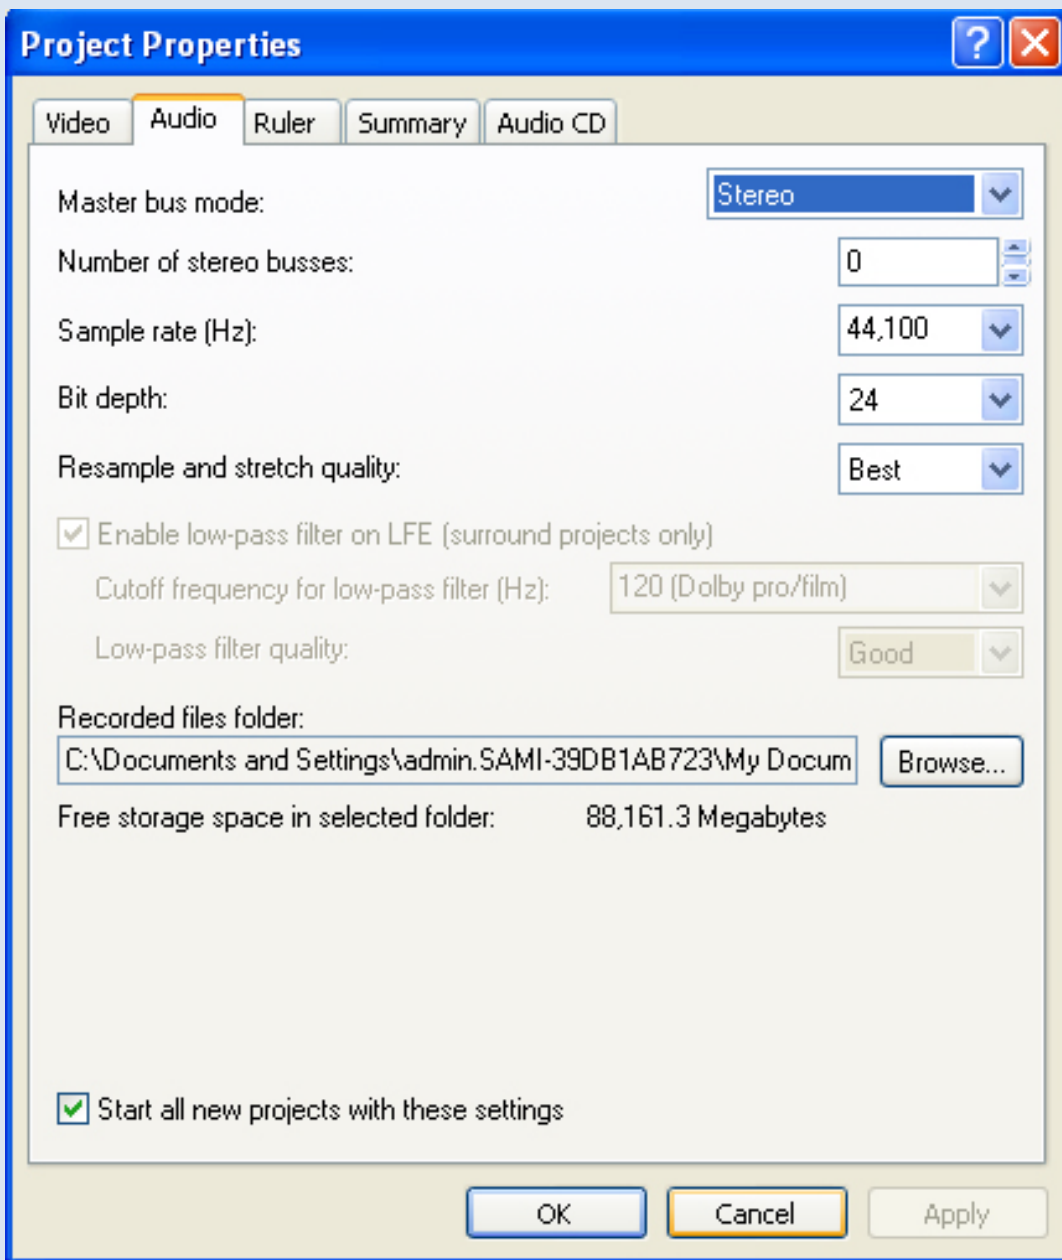 Project Properties
Video Audio Ruler Summary Audio CD
Master bus mode: Stereo
Number of stereo busses: 0
Sample rate (Hz): 44,100
Bit depth: 24
Resample and stretch quality: Best
Enable low-pass filter on LFE (surround projects only)
Cutoff frequency for low-pass filter (Hz): 120 (Dolby pro/film)
Low-pass filter quality: Good
Recorded files folder:
C:\Documents and Settings\admin.SAMI-39DB1AB723\My Docum Browse...
Free storage space in selected folder: 88,161.3 Megabytes
Start all new projects with these settings
OK Cancel Apply